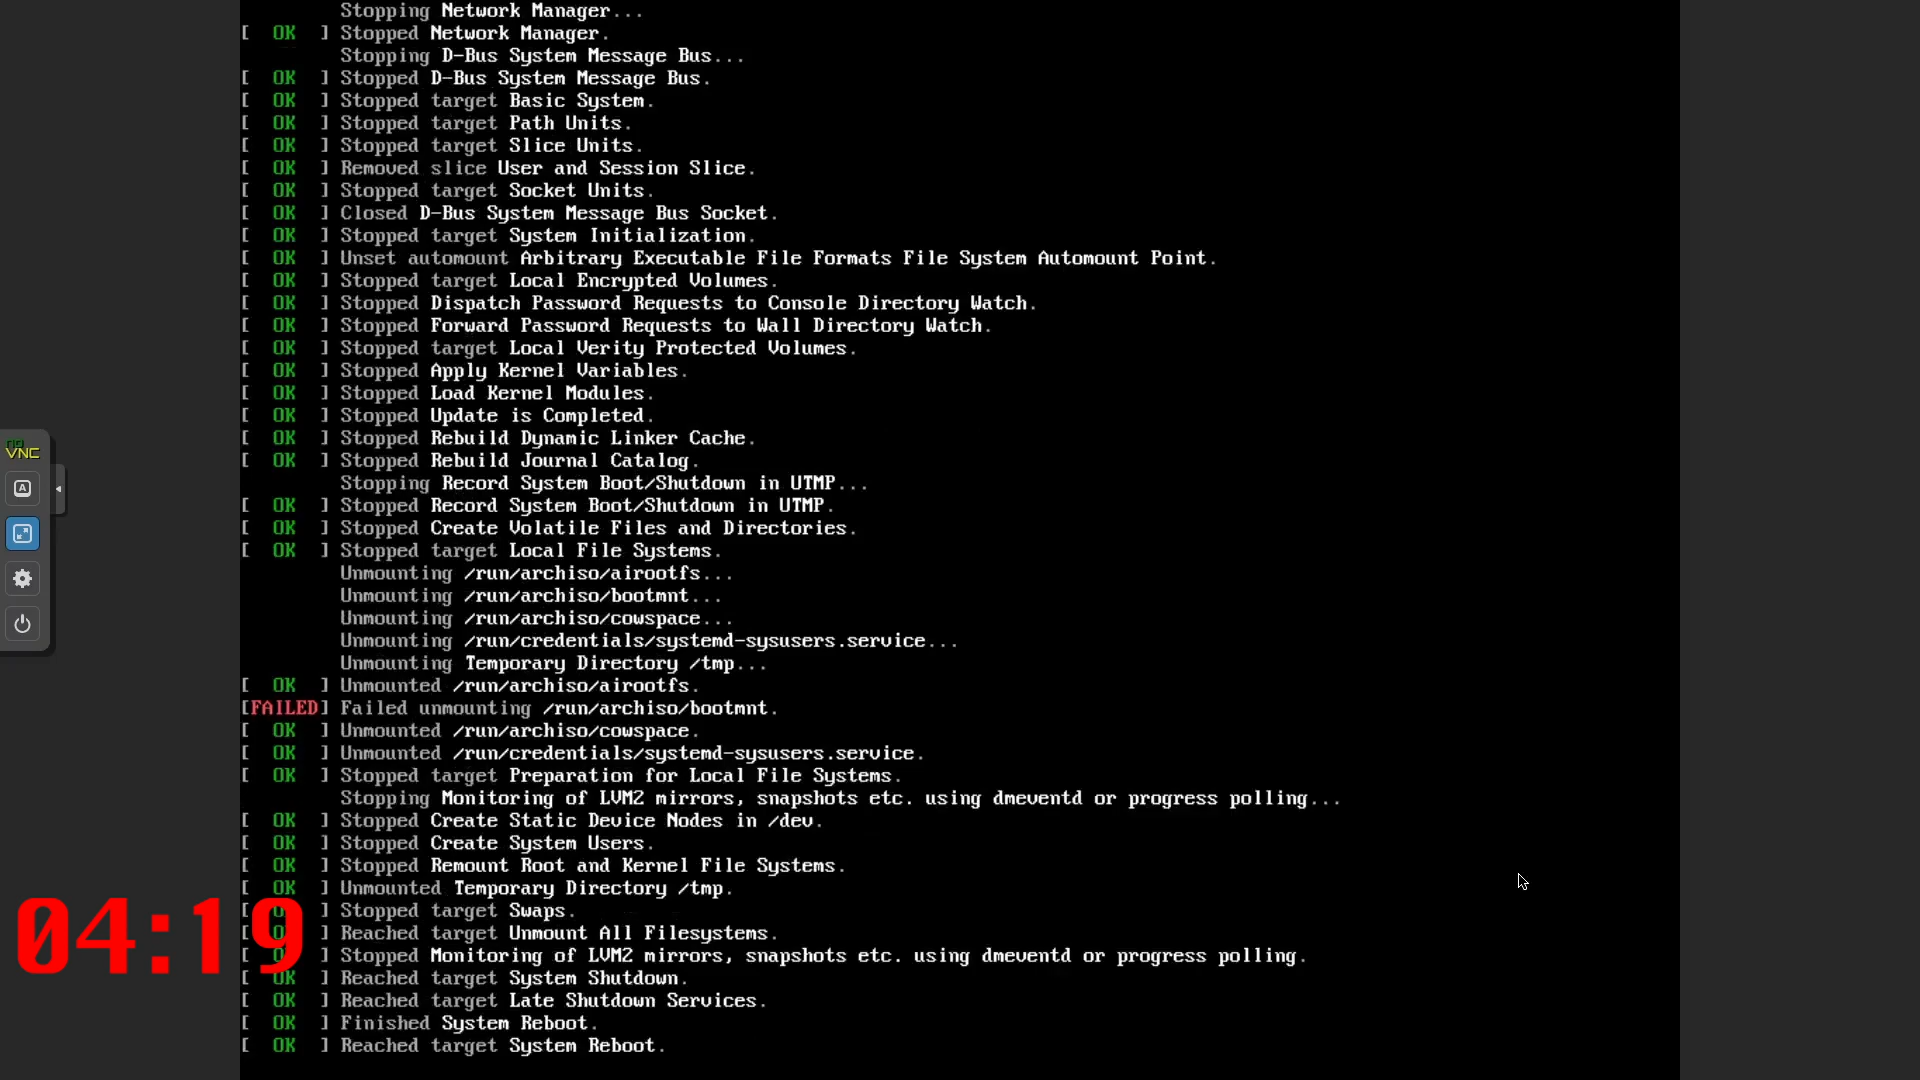 Stopping Network Manager...
[  OK  ] Stopped Network Manager.
Stopping D-Bus System Message Bus...
[  OK  ] Stopped D-Bus System Message Bus.
[  OK  ] Stopped target Basic System.
[  OK  ] Stopped target Path Units.
[  OK  ] Stopped target Slice Units.
[  OK  ] Removed slice User and Session Slice.
[  OK  ] Stopped target Socket Units.
[  OK  ] Closed D-Bus System Message Bus Socket.
[  OK  ] Stopped target System Initialization.
[  OK  ] Unset automount Arbitrary Executable File Formats File System Automount Point.
[  OK  ] Stopped target Local Encrypted Volumes.
[  OK  ] Stopped Dispatch Password Requests to Console Directory Watch.
[  OK  ] Stopped Forward Password Requests to Wall Directory Watch.
[  OK  ] Stopped target Local Verity Protected Volumes.
[  OK  ] Stopped Apply Kernel Variables.
[  OK  ] Stopped Load Kernel Modules.
[  OK  ] Stopped Update is Completed.
[  OK  ] Stopped Rebuild Dynamic Linker Cache.
[  OK  ] Stopped Rebuild Journal Catalog.
Stopping Record System Boot/Shutdown in UTMP...
[  OK  ] Stopped Record System Boot/Shutdown in UTMP.
[  OK  ] Stopped Create Volatile Files and Directories.
[  OK  ] Stopped target Local File Systems.
Unmounting /run/archiso/airootfs...
Unmounting /run/archiso/bootmnt...
Unmounting /run/archiso/cowspace...
Unmounting /run/credentials/systemd-sysusers.service...
Unmounting Temporary Directory /tmp...
[  OK  ] Unmounted /run/archiso/airootfs.
[FAILED] Failed unmounting /run/archiso/bootmnt.
[  OK  ] Unmounted /run/archiso/cowspace.
[  OK  ] Unmounted /run/credentials/systemd-sysusers.service.
[  OK  ] Stopped target Preparation for Local File Systems.
Stopping Monitoring of LVM2 mirrors, snapshots etc. using dmeventd or progress polling...
[  OK  ] Stopped Create Static Device Nodes in /dev.
[  OK  ] Stopped Create System Users.
[  OK  ] Stopped Remount Root and Kernel File Systems.
[  OK  ] Unmounted Temporary Directory /tmp.
[  OK  ] Stopped target Swaps.
[  OK  ] Reached target Unmount All Filesystems.
[  OK  ] Stopped Monitoring of LVM2 mirrors, snapshots etc. using dmeventd or progress polling.
[  OK  ] Reached target System Shutdown.
[  OK  ] Reached target Late Shutdown Services.
[  OK  ] Finished System Reboot.
[  OK  ] Reached target System Reboot.
no
VNC
A
04:19